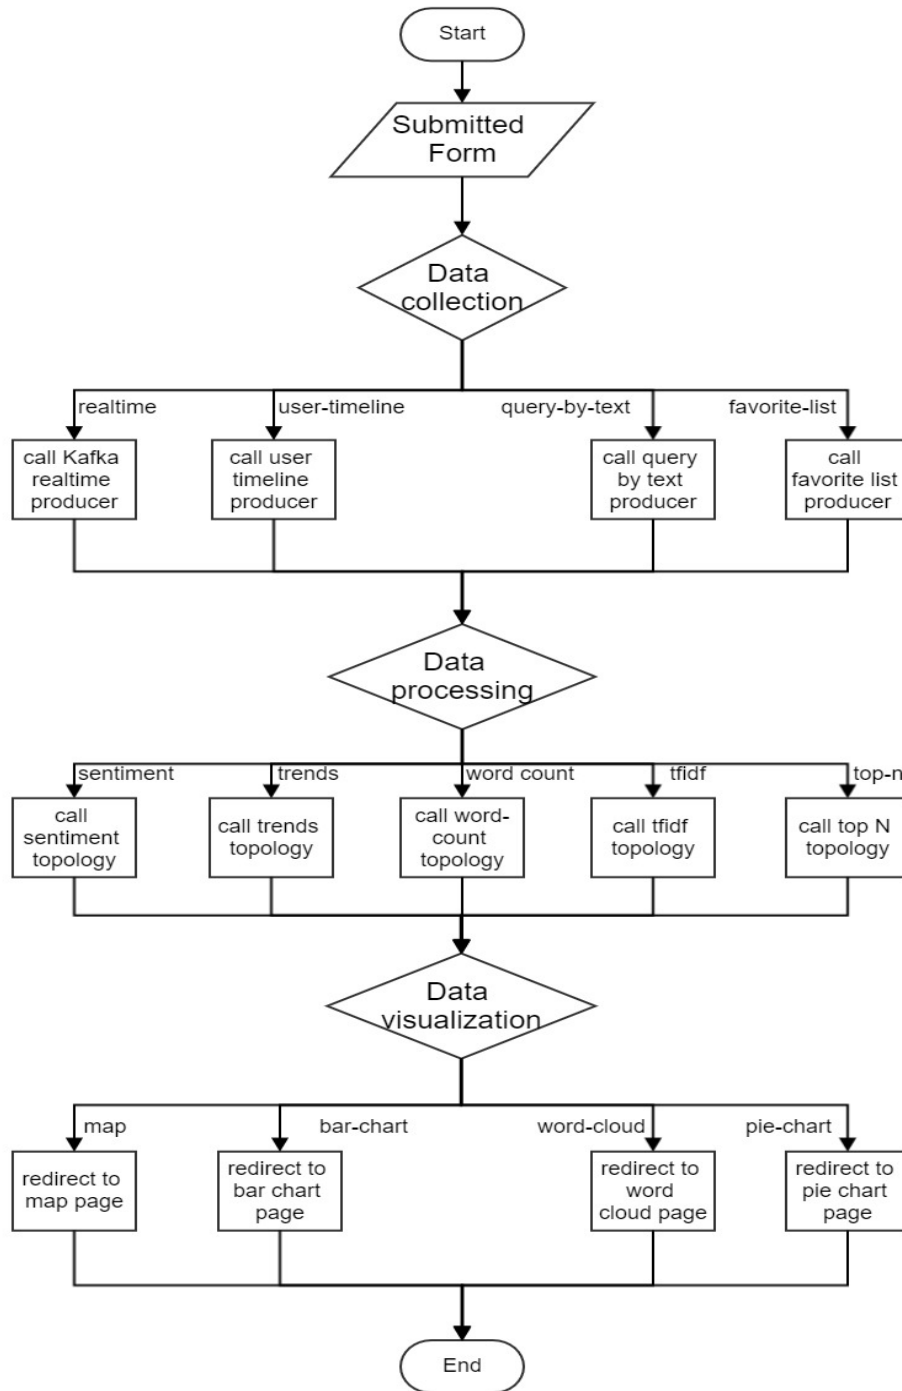 Start
Submitted
Form
Data
collection
realtime
user-timeline
query-by-text
favorite-list
call Kafka
realtime
producer
call user
timeline
producer
call query
by text
producer
call
favorite list
producer
Data
processing
sentiment
trends
word count
tfidf
top-n
call
sentiment
topology
call trends
topology
call word-
count
topology
call tfidf
topology
call top N
topology
Data
visualization
map
bar-chart
word-cloud
pie-chart
redirect to
map page
redirect to
bar chart
page
redirect to
word
cloud page
redirect to
pie chart
page
End